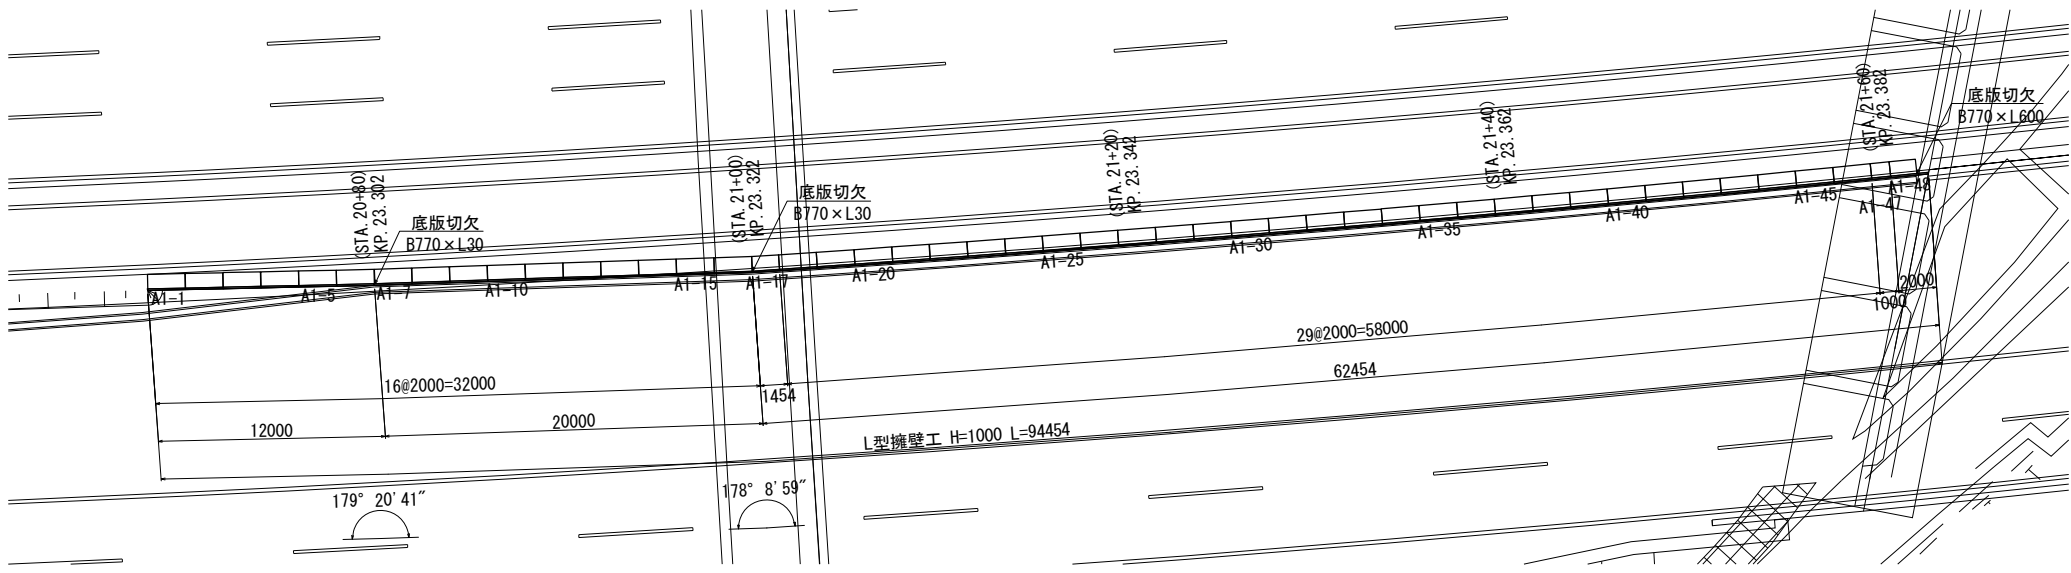 (STA.20+80)
KP. 23. 302
底版切欠
B770×L30
(STA.21+00)
KP. 23. 322
底版切欠
B770×L30
(STA.21+20)
KP. 23. 342
(STA.21+40)
KP. 23. 362
(STA.21+60)
KP. 23. 382
底版切欠
B770×L600
A1-1
A1-5
A1-7
A1-10
A1-15
A1-17
A1-20
A1-25
A1-30
A1-35
A1-40
A1-45
A1-47
A1-48
16@2000=32000
1454
29@2000=58000
1000
2000
12000
20000
62454
L型擁壁工 H=1000 L=94454
179° 20'41"
178° 8'59"